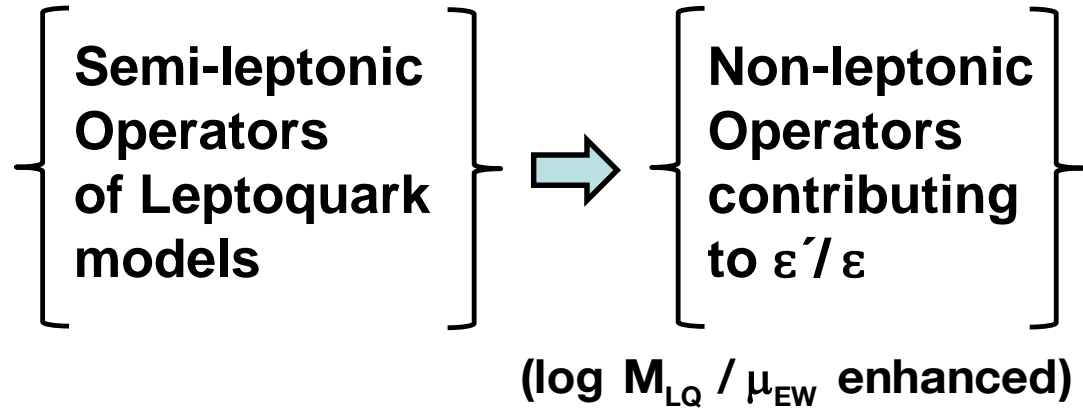 Semi-leptonic
Operators
of Leptoquark
models
Non-leptonic
Operators
contributing
to ε´/ ε
(log M_LQ / μ_EW enhanced)